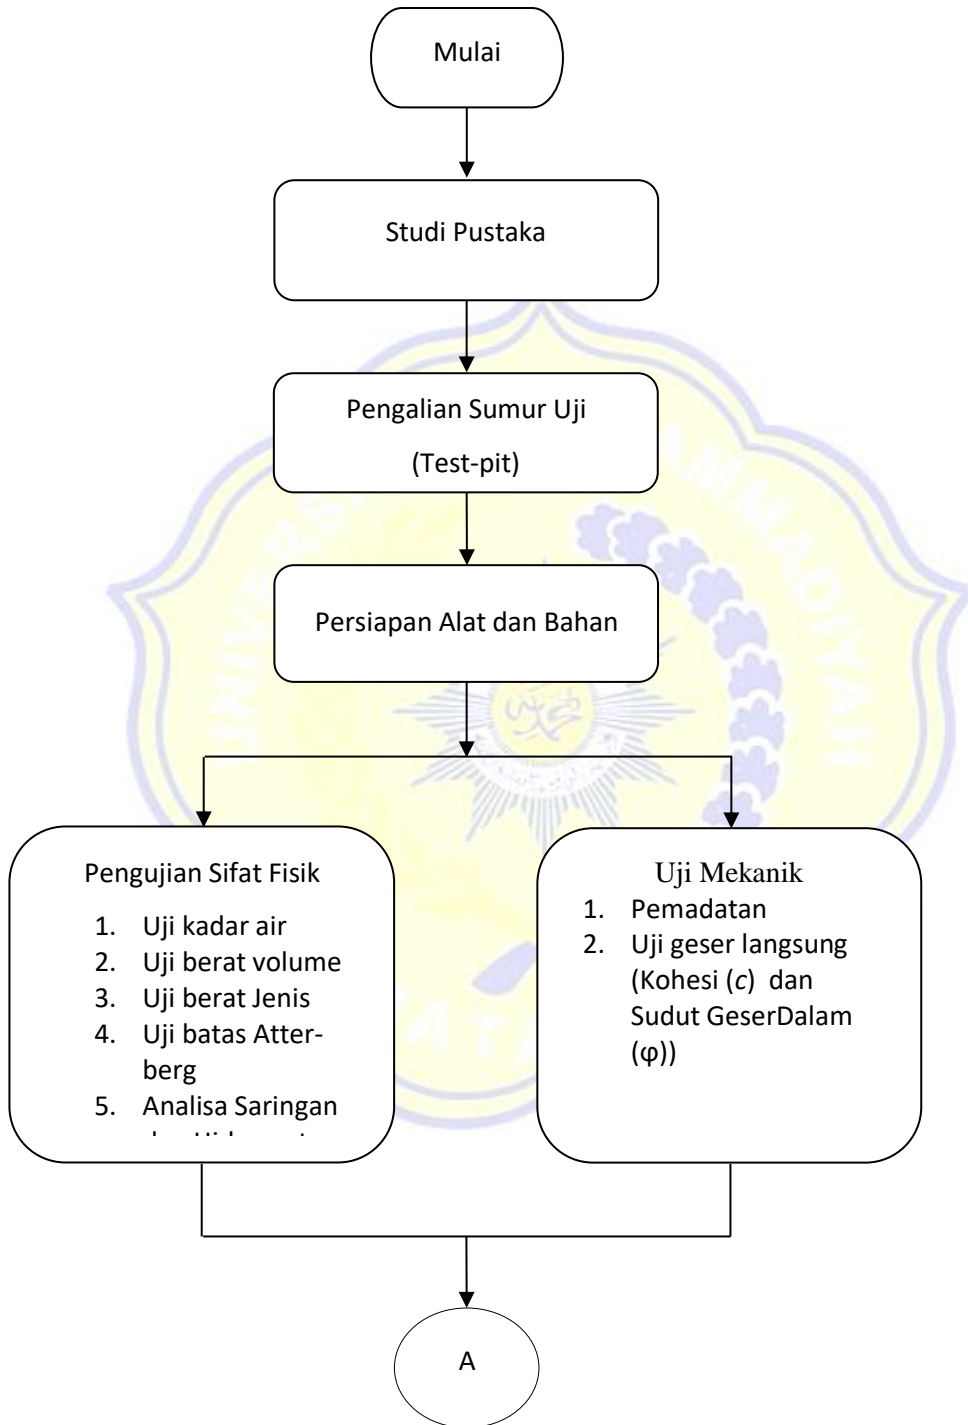 Mulai
Studi Pustaka
Pengalian Sumur Uji
(Test-pit)
Persiapan Alat dan Bahan
Pengujian Sifat Fisik
1. Uji kadar air
2. Uji berat volume
3. Uji berat Jenis
4. Uji batas Atter-
berg
5. Analisa Saringan
Uji Mekanik
1. Pemadatan
2. Uji geser langsung
(Kohesi (c) dan
Sudut GeserDalam
(φ))
A